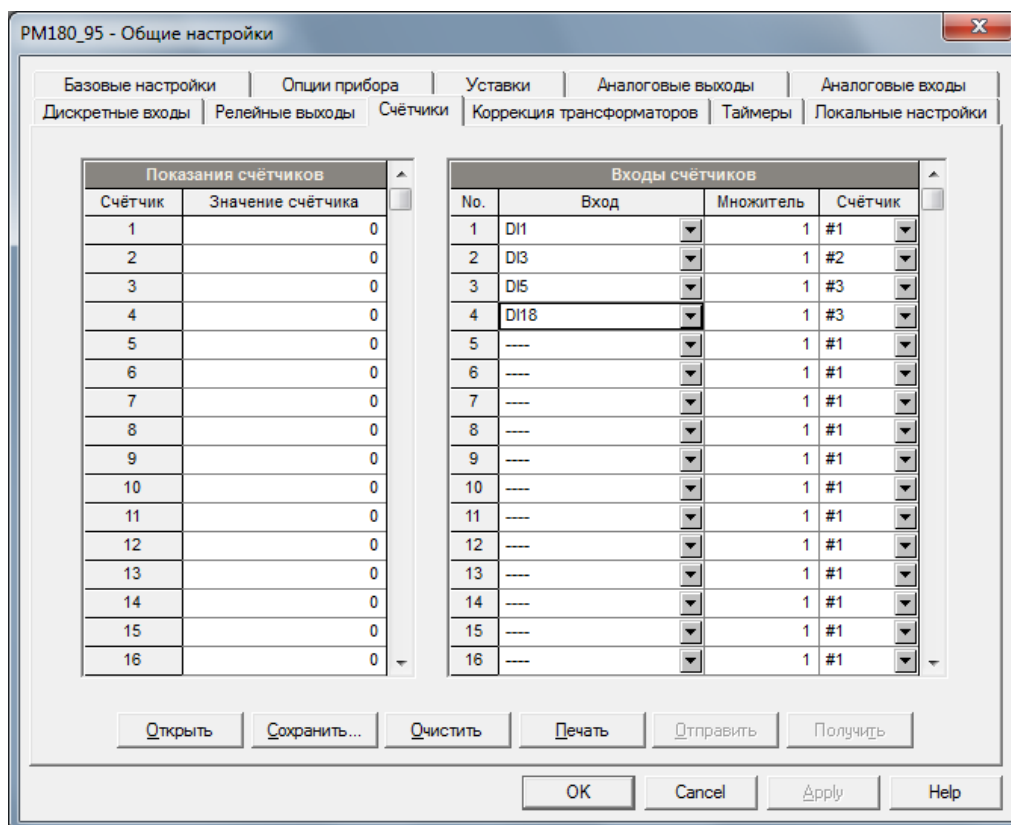 PM180_95 - Общие настройки
Базовые настройки Опции прибора Уставки Аналоговые выходы Аналоговые входы
Дискретные входы Релейные выходы Счётчики Коррекция трансформаторов Таймеры Локальные настройки
Показания счётчиков Входы счётчиков
Счётчик Значение счётчика No. Вход Множитель Счётчик
1 0 1 DI1 1 #1
2 0 2 DI3 1 #2
3 0 3 DI5 1 #3
4 0 4 DI18 1 #3
5 0 5 ---- 1 #1
6 0 6 ---- 1 #1
7 0 7 ---- 1 #1
8 0 8 ---- 1 #1
9 0 9 ---- 1 #1
10 0 10 ---- 1 #1
11 0 11 ---- 1 #1
12 0 12 ---- 1 #1
13 0 13 ---- 1 #1
14 0 14 ---- 1 #1
15 0 15 ---- 1 #1
16 0 16 ---- 1 #1
Открыть Сохранить... Очистить Печать Отправить Получить
OK Cancel Apply Help